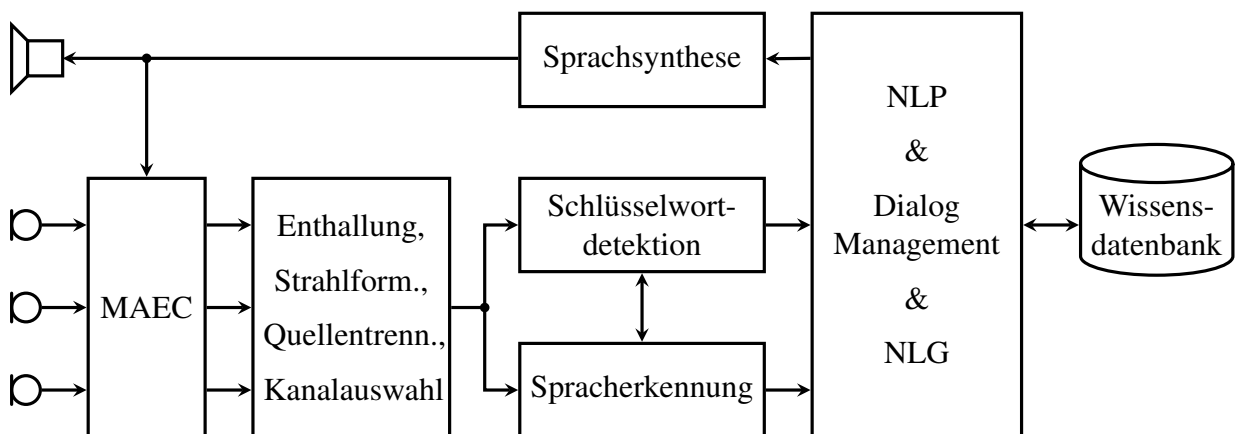 Sprachsynthese
MAEC
Enthallung,
Strahlform.,
Quellentrenn.,
Kanalauswahl
Schlüsselwort-
detektion
Spracherkennung
NLP
&
Dialog
Management
&
NLG
Wissens-
datenbank